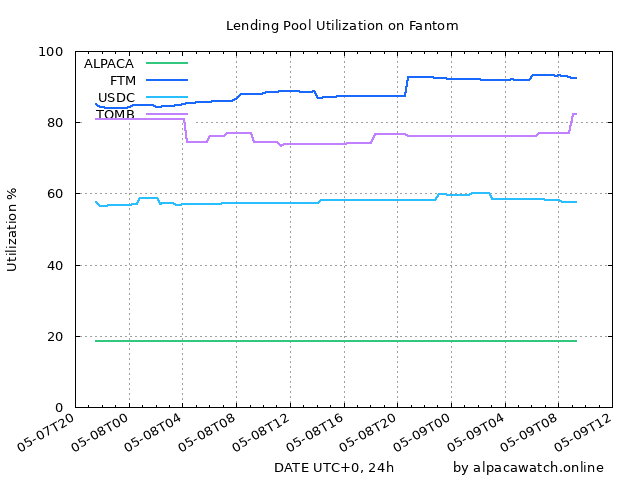 Lending Pool Utilization on Fantom
100
80
60
40
20
0
Utilization %
ALPACA
FTM
USDC
TOMB
05-07T20
05-08T00
05-08T04
05-08T08
05-08T12
05-08T16
05-08T20
05-09T00
05-09T04
05-09T08
05-09T12
DATE UTC+0, 24h by alpacawatch.online